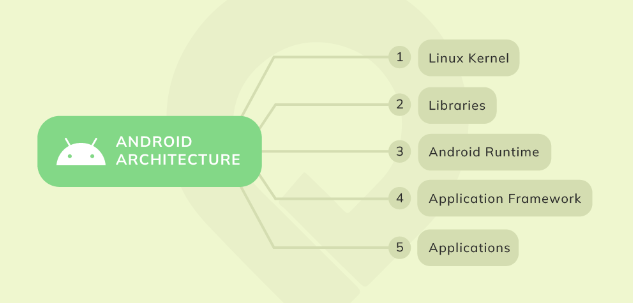 ANDROID
ARCHITECTURE
1 Linux Kernel
2 Libraries
3 Android Runtime
4 Application Framework
5 Applications